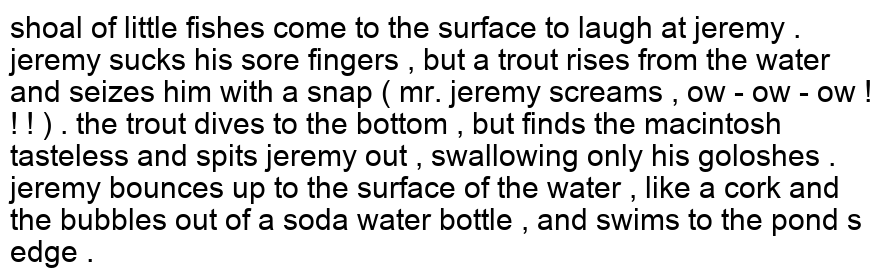 shoal of little fishes come to the surface to laugh at jeremy .
jeremy sucks his sore fingers , but a trout rises from the water
and seizes him with a snap ( mr. jeremy screams , ow - ow - ow !
! ! ) . the trout dives to the bottom , but finds the macintosh
tasteless and spits jeremy out , swallowing only his goloshes .
jeremy bounces up to the surface of the water , like a cork and
the bubbles out of a soda water bottle , and swims to the pond s
edge .